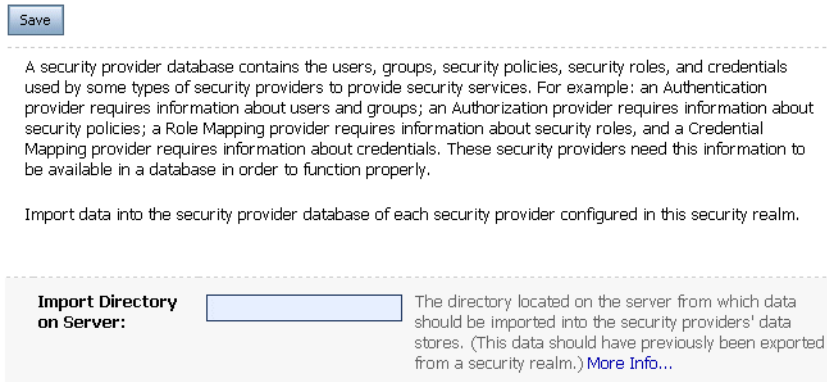 Save
A security provider database contains the users, groups, security policies, security roles, and credentials
used by some types of security providers to provide security services. For example: an Authentication
provider requires information about users and groups; an Authorization provider requires information about
security policies; a Role Mapping provider requires information about security roles, and a Credential
Mapping provider requires information about credentials. These security providers need this information to
be available in a database in order to function properly.
Import data into the security provider database of each security provider configured in this security realm.
Import Directory
on Server:
The directory located on the server from which data
should be imported into the security providers' data
stores. (This data should have previously been exported
from a security realm.) More Info...